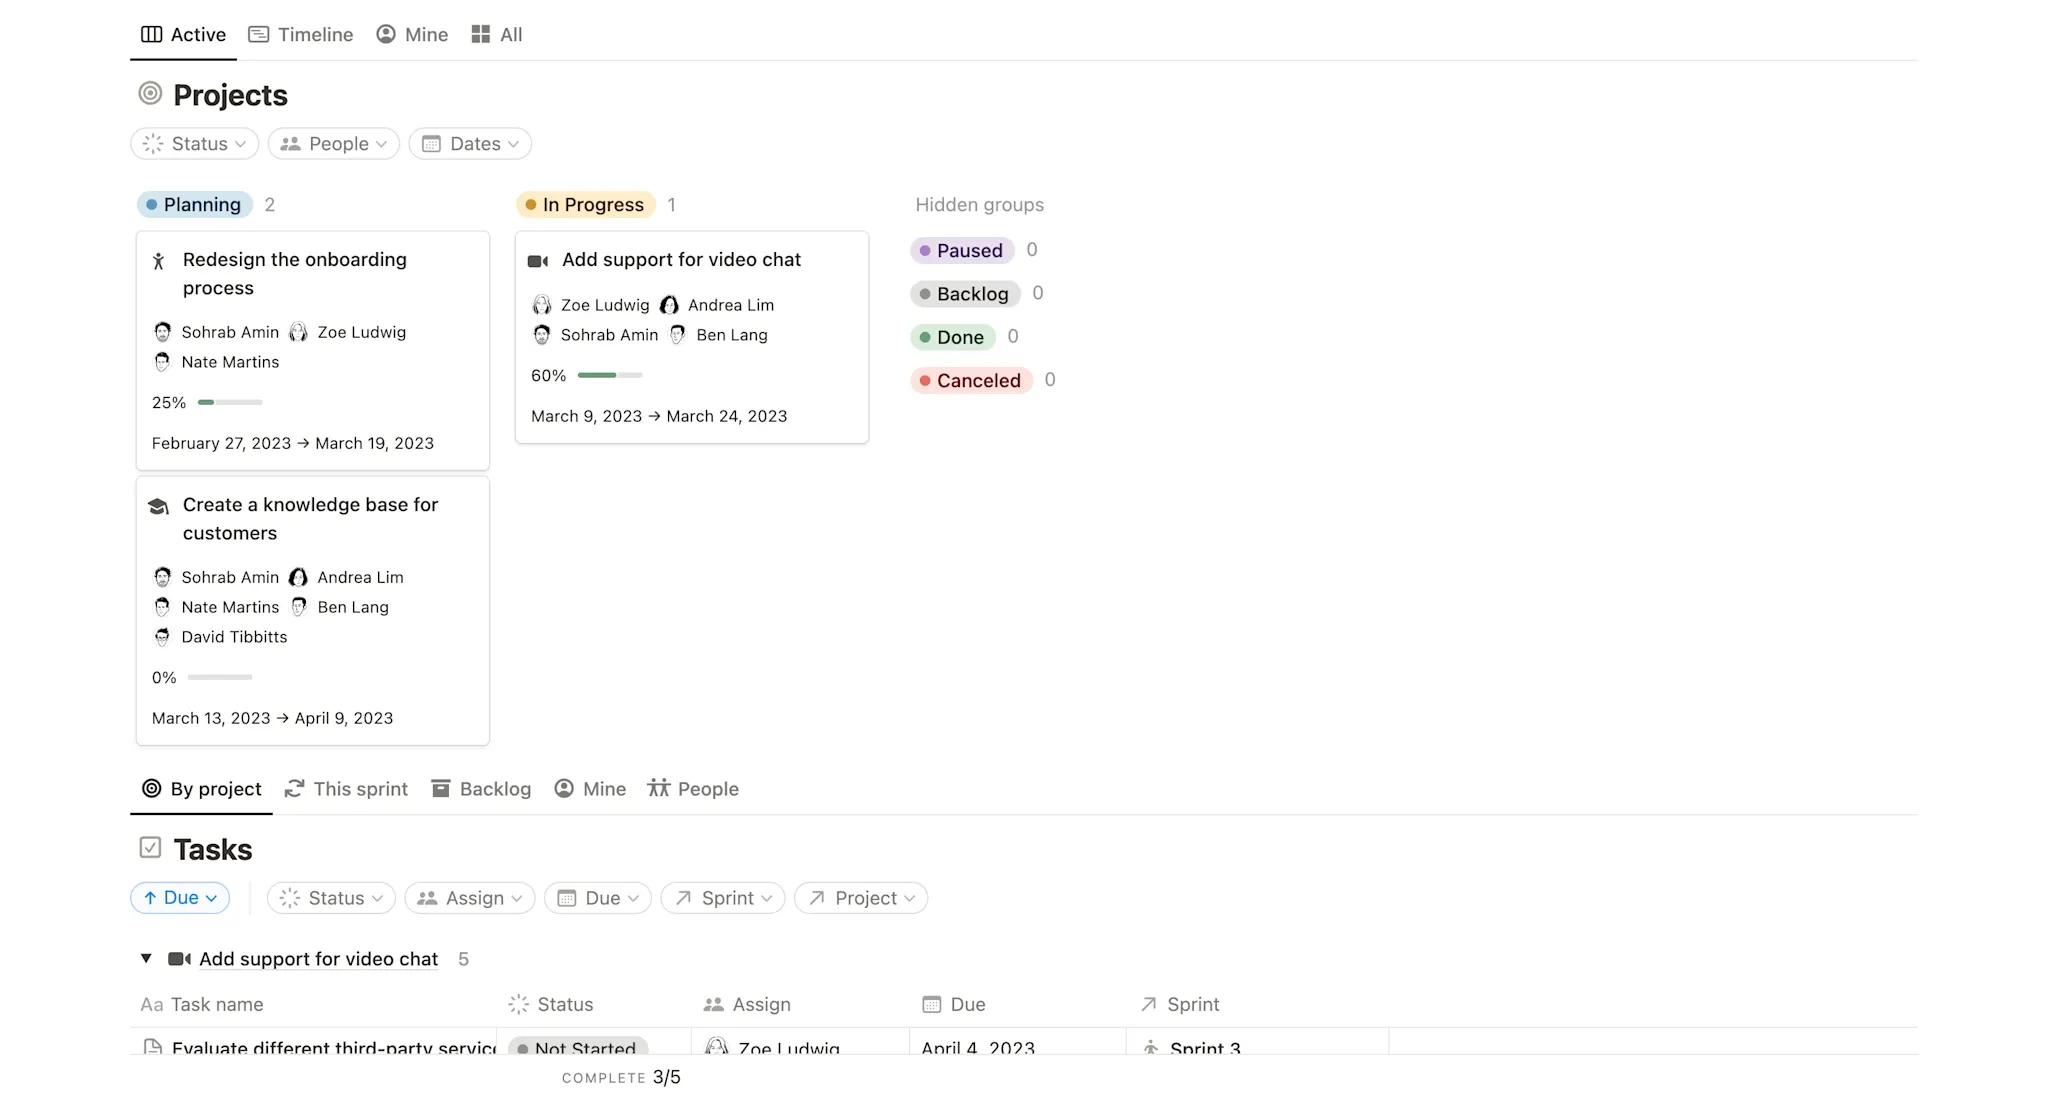 Active Timeline Mine All
Projects
Status People Dates
Planning 2
Redesign the onboarding
process
Sohrab Amin Zoe Ludwig
Nate Martins
25%
February 27, 2023 → March 19, 2023
Create a knowledge base for
customers
Sohrab Amin Andrea Lim
Nate Martins Ben Lang
David Tibbitts
0%
March 13, 2023 → April 9, 2023
In Progress 1
Add support for video chat
Zoe Ludwig Andrea Lim
Sohrab Amin Ben Lang
60%
March 9, 2023 → March 24, 2023
Hidden groups
Paused 0
Backlog 0
Done 0
Canceled 0
By project This sprint Backlog Mine People
Tasks
↑ Due Status Assign Due Sprint Project
Add support for video chat 5
Aa Task name Status Assign Due Sprint
Evaluate different third-party service Not Started Zoe Ludwig April 4, 2023 Sprint 3
COMPLETE 3/5